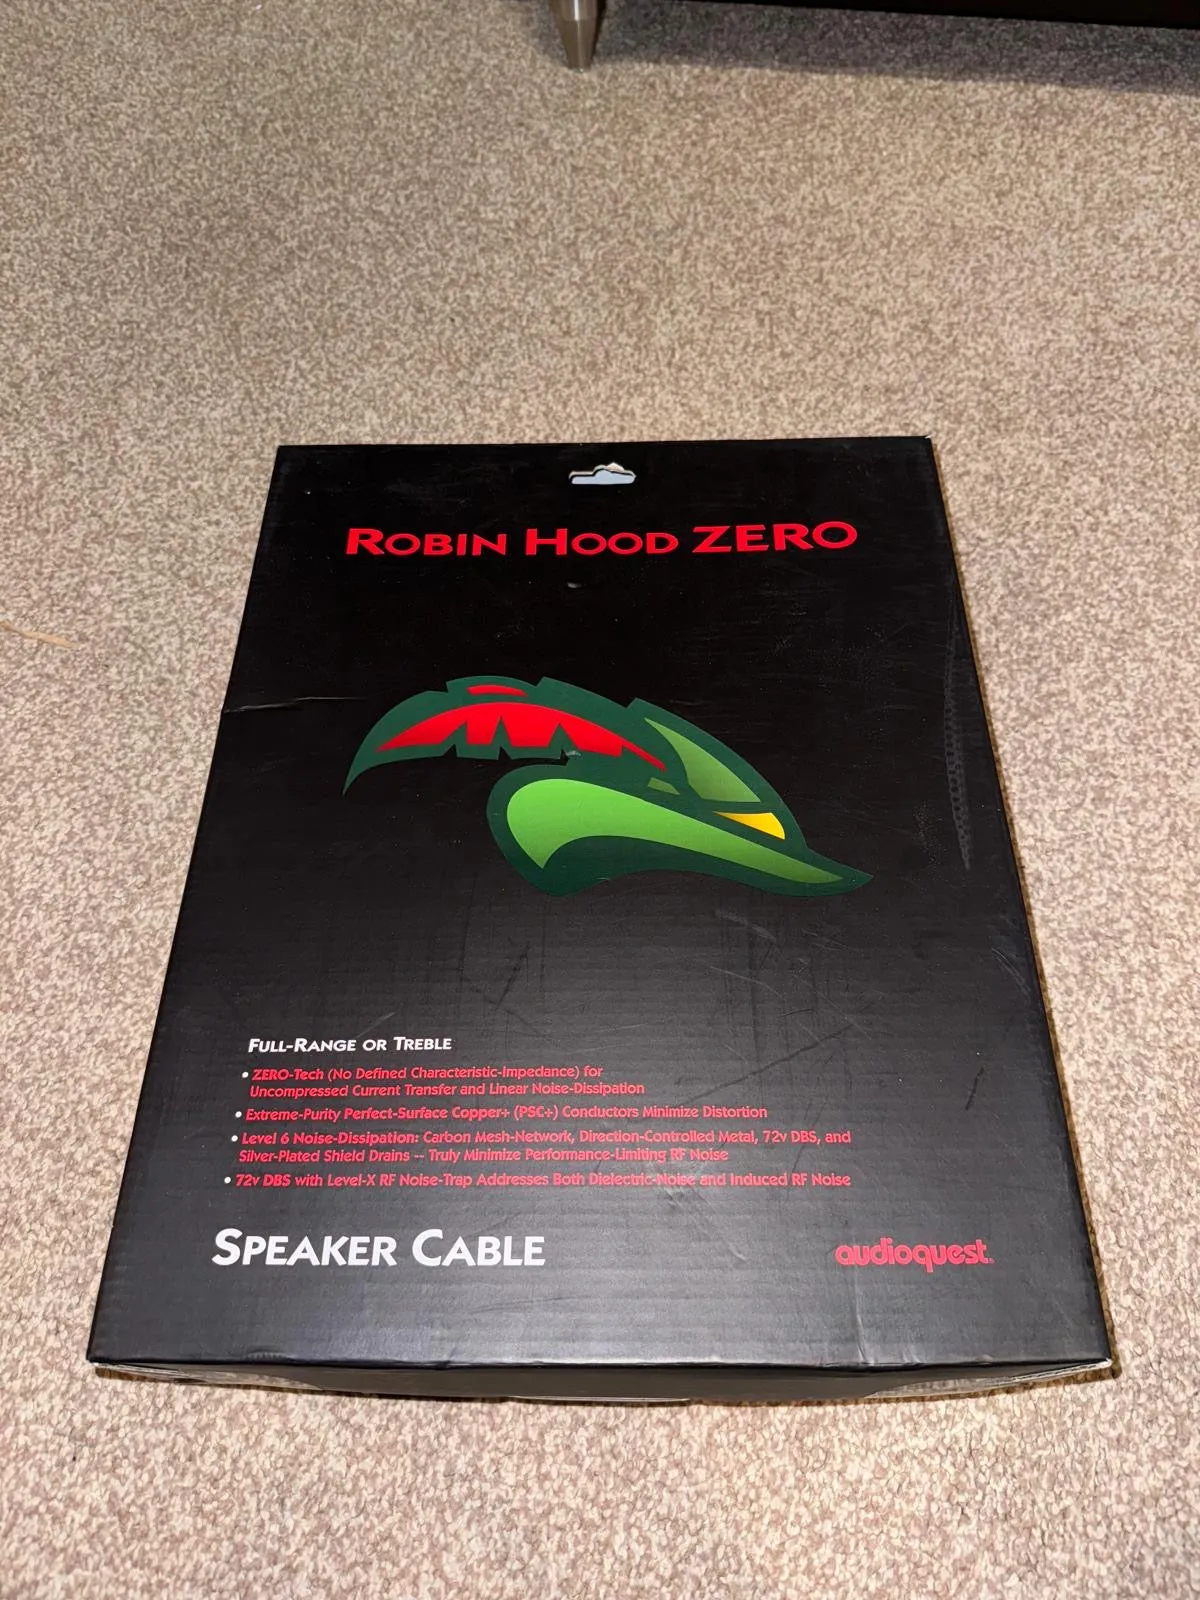 ROBIN HOOD ZERO
FULL-RANGE OR TREBLE
• ZERO-Tech (No Defined Characteristic-Impedance) for
Uncompressed Current Transfer and Linear Noise-Dissipation
• Extreme-Purity Perfect-Surface Copper+ (PSC+) Conductors Minimize Distortion
• Level 6 Noise-Dissipation: Carbon Mesh-Network, Direction-Controlled Metal, 72v DBS, and
Silver-Plated Shield Drains -- Truly Minimize Performance-Limiting RF Noise
• 72v DBS with Level-X RF Noise-Trap Addresses Both Dielectric-Noise and Induced RF Noise
SPEAKER CABLE
audioquest